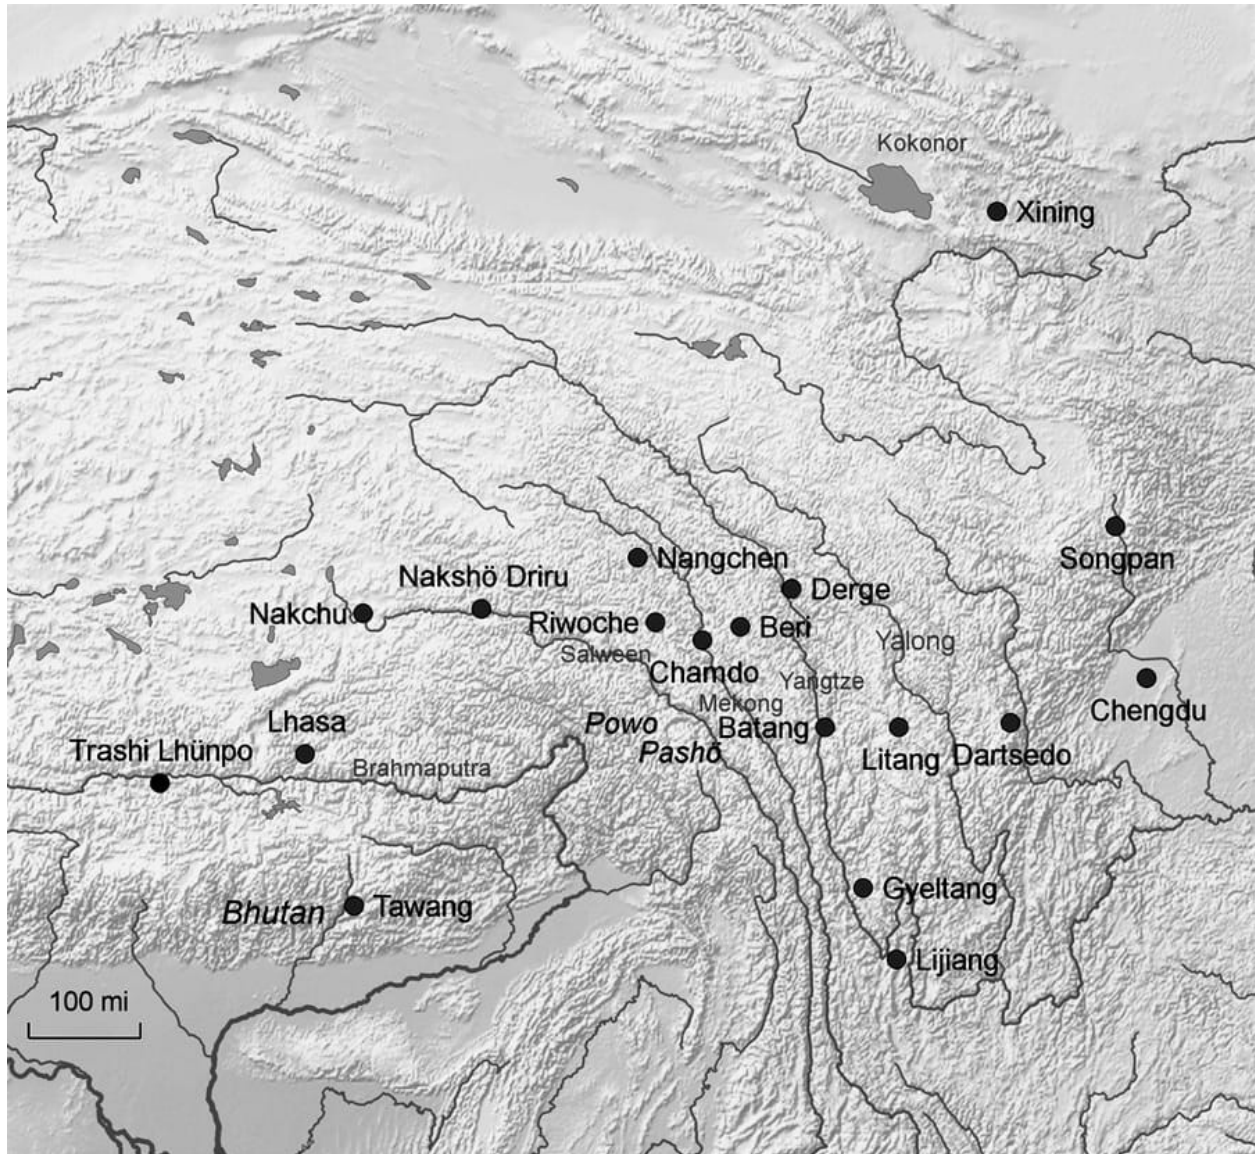 Kokonor
Xining
Songpan
Nangchen
Nakshö Driru
Derge
Nakchu
Riwoche
Beri
Salween
Yalong
Chamdo
Yangtze
Mekong
Chengdu
Lhasa
Powo
Batang
Trashi Lhünpo
Pashö
Litang
Dartsedo
Brahmaputra
Gyeltang
Bhutan
Tawang
Lijiang
100 mi